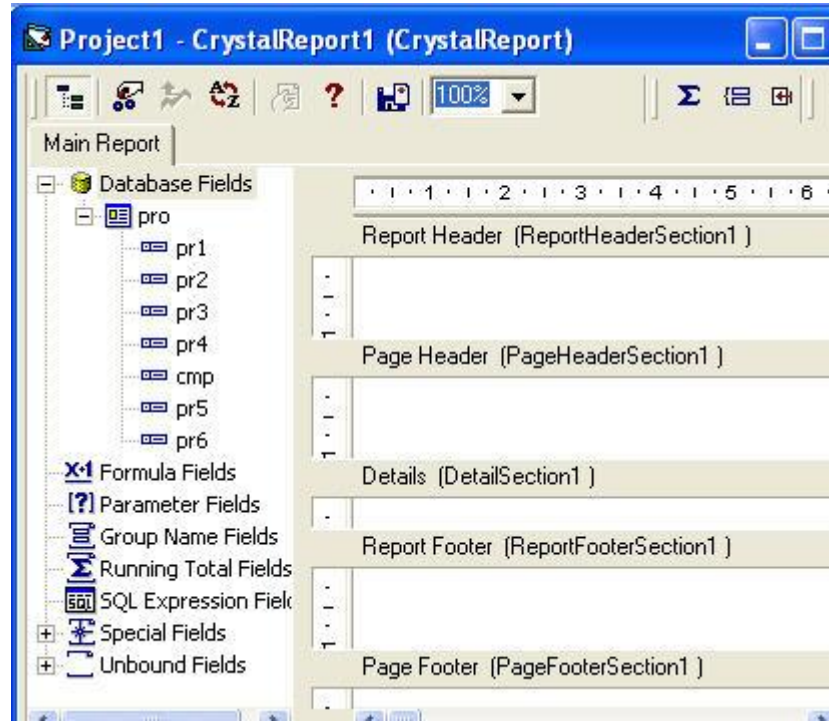 Project1 - CrystalReport1 (CrystalReport)
100%
Main Report
Database Fields
pro
pr1
pr2
pr3
pr4
cmp
pr5
pr6
Formula Fields
Parameter Fields
Group Name Fields
Running Total Fields
SQL Expression Field
Special Fields
Unbound Fields
1 2 3 4 5 6
Report Header (ReportHeaderSection1 )
Page Header (PageHeaderSection1 )
Details (DetailSection1 )
Report Footer (ReportFooterSection1 )
Page Footer (PageFooterSection1 )